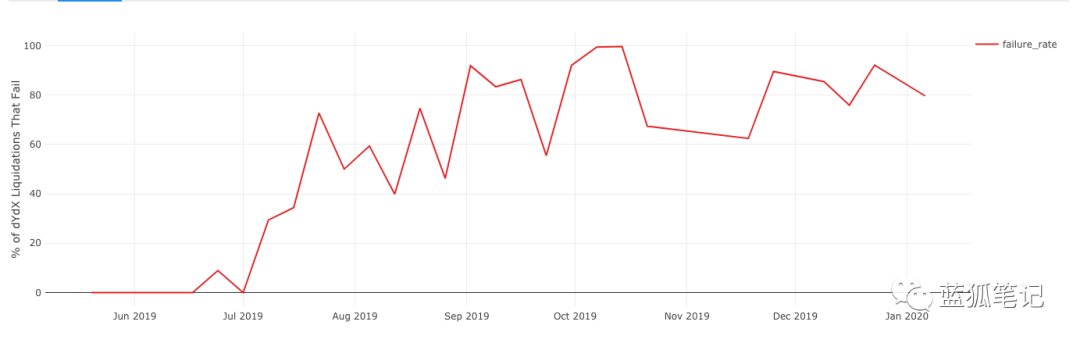 % of dYdX Liquidations That Fail
100
80
60
40
20
0
Jun 2019
Jul 2019
Aug 2019
Sep 2019
Oct 2019
Nov 2019
Dec 2019
Jan 2020
failure_rate
蓝狐笔记